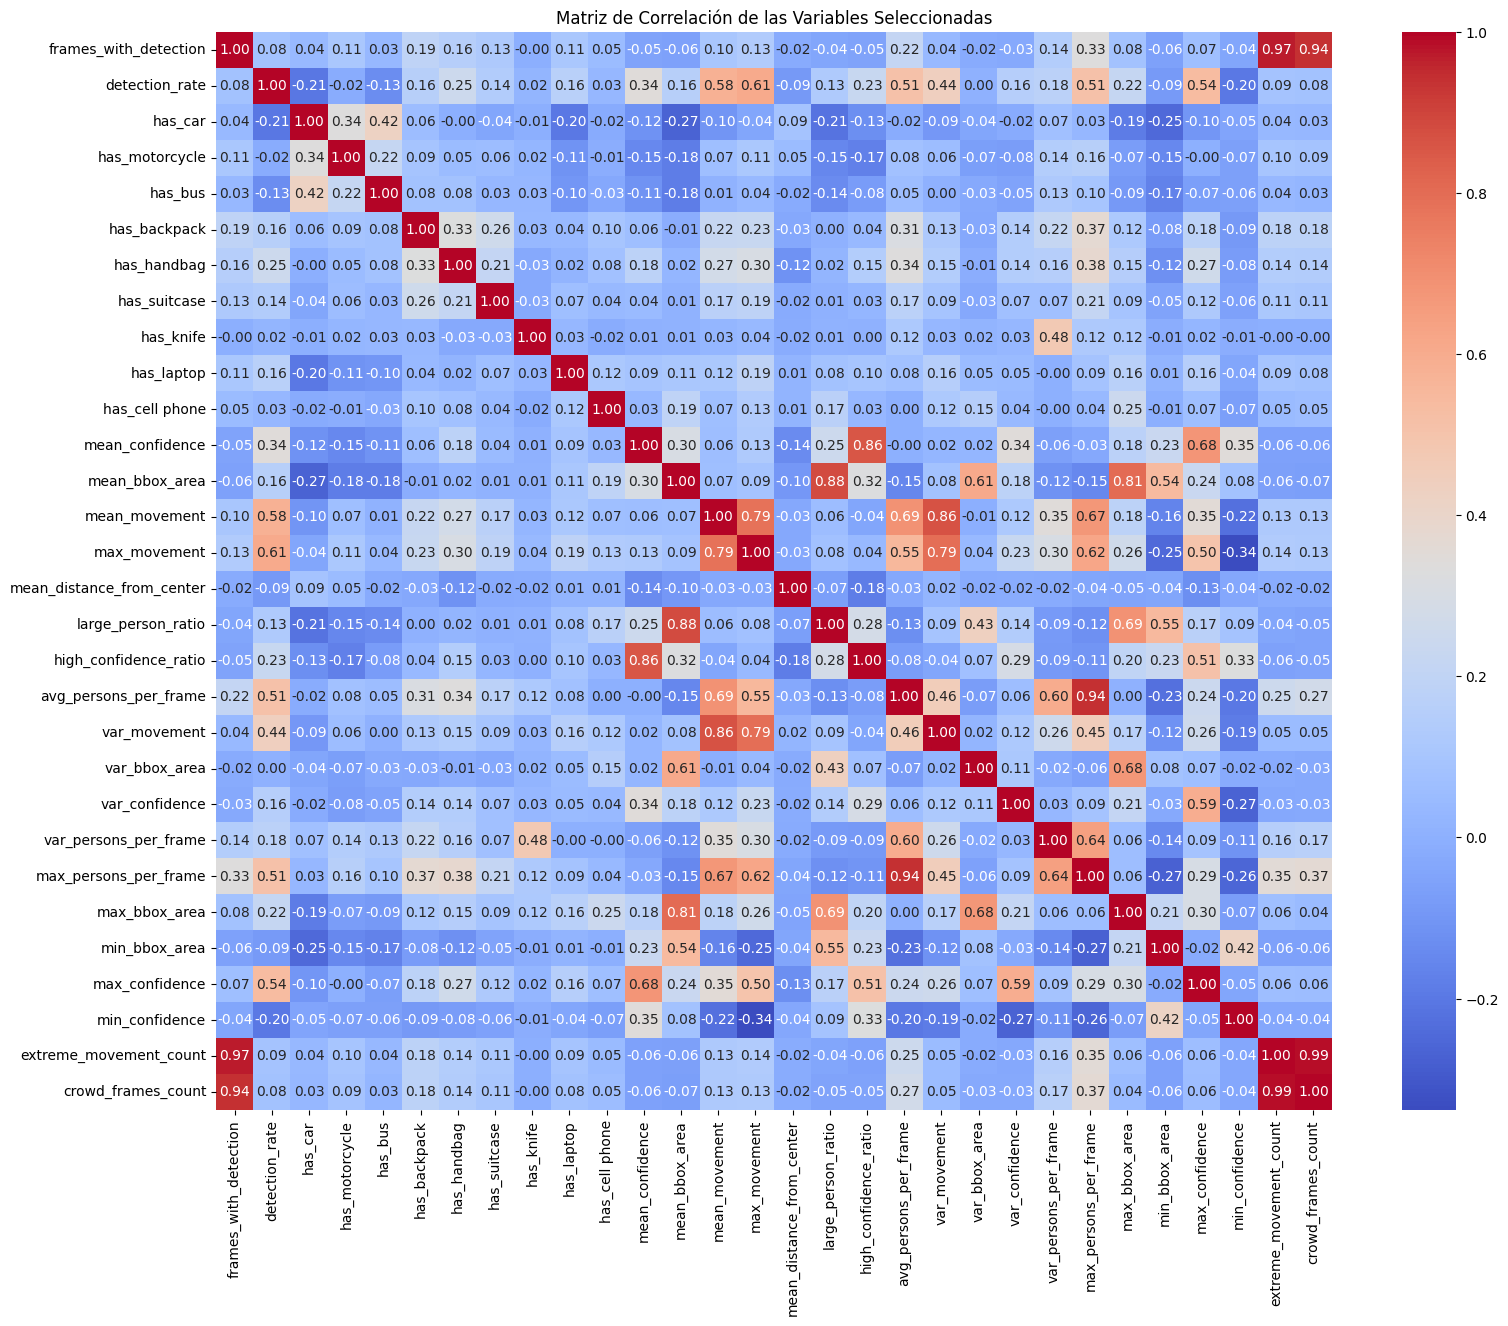 Matriz de Correlación de las Variables Seleccionadas
frames_with_detection 1.00 0.08 0.04 0.11 0.03 0.19 0.16 0.13 -0.00 0.11 0.05 -0.05 -0.06 0.10 0.13 -0.02 -0.04 -0.05 0.22 0.04 -0.02 -0.03 0.14 0.33 0.08 -0.06 0.07 -0.04 0.97 0.94
detection_rate 0.08 1.00 -0.21 -0.02 -0.13 0.16 0.25 0.14 0.02 0.16 0.03 0.34 0.16 0.58 0.61 -0.09 0.13 0.23 0.51 0.44 0.00 0.16 0.18 0.51 0.22 -0.09 0.54 -0.20 0.09 0.08
has_car 0.04 -0.21 1.00 0.34 0.42 0.06 -0.00 -0.04 -0.01 -0.20 -0.02 -0.12 -0.27 -0.10 -0.04 0.09 -0.21 -0.13 -0.02 -0.09 -0.04 -0.02 0.07 0.03 -0.19 -0.25 -0.10 -0.05 0.04 0.03
has_motorcycle 0.11 -0.02 0.34 1.00 0.22 0.09 0.05 0.06 0.02 -0.11 -0.01 -0.15 -0.18 0.07 0.11 0.05 -0.15 -0.17 0.08 0.06 -0.07 -0.08 0.14 0.16 -0.07 -0.15 -0.00 -0.07 0.10 0.09
has_bus 0.03 -0.13 0.42 0.22 1.00 0.08 0.08 0.03 0.03 -0.10 -0.03 -0.11 -0.18 0.01 0.04 -0.02 -0.14 -0.08 0.05 0.00 -0.03 -0.05 0.13 0.10 -0.09 -0.17 -0.07 -0.06 0.04 0.03
has_backpack 0.19 0.16 0.06 0.09 0.08 1.00 0.33 0.26 0.03 0.04 0.10 0.06 -0.01 0.22 0.23 -0.03 0.00 0.04 0.31 0.13 -0.03 0.14 0.22 0.37 0.12 -0.08 0.18 -0.09 0.18 0.18
has_handbag 0.16 0.25 -0.00 0.05 0.08 0.33 1.00 0.21 -0.03 0.02 0.08 0.18 0.02 0.27 0.30 -0.12 0.02 0.15 0.34 0.15 -0.01 0.14 0.16 0.38 0.15 -0.12 0.27 -0.08 0.14 0.14
has_suitcase 0.13 0.14 -0.04 0.06 0.03 0.26 0.21 1.00 -0.03 0.07 0.04 0.04 0.01 0.17 0.19 -0.02 0.01 0.03 0.17 0.09 -0.03 0.07 0.07 0.21 0.09 -0.05 0.12 -0.06 0.11 0.11
has_knife -0.00 0.02 -0.01 0.02 0.03 0.03 -0.03 -0.03 1.00 0.03 -0.02 0.01 0.01 0.03 0.04 -0.02 0.01 0.00 0.12 0.03 0.02 0.03 0.48 0.12 0.12 -0.01 0.02 -0.01 -0.00 -0.00
has_laptop 0.11 0.16 -0.20 -0.11 -0.10 0.04 0.02 0.07 0.03 1.00 0.12 0.09 0.11 0.12 0.19 0.01 0.08 0.10 0.08 0.16 0.05 0.05 -0.00 0.09 0.16 0.01 0.16 -0.04 0.09 0.08
has_cell phone 0.05 0.03 -0.02 -0.01 -0.03 0.10 0.08 0.04 -0.02 0.12 1.00 0.03 0.19 0.07 0.13 0.01 0.17 0.03 0.00 0.12 0.15 0.04 -0.00 0.04 0.25 -0.01 0.07 -0.07 0.05 0.05
mean_confidence -0.05 0.34 -0.12 -0.15 -0.11 0.06 0.18 0.04 0.01 0.09 0.03 1.00 0.30 0.06 0.13 -0.14 0.25 0.86 -0.00 0.02 0.02 0.34 -0.06 -0.03 0.18 0.23 0.68 0.35 -0.06 -0.06
mean_bbox_area -0.06 0.16 -0.27 -0.18 -0.18 -0.01 0.02 0.01 0.01 0.11 0.19 0.30 1.00 0.07 0.09 -0.10 0.88 0.32 -0.15 0.08 0.61 0.18 -0.12 -0.15 0.81 0.54 0.24 0.08 -0.06 -0.07
mean_movement 0.10 0.58 -0.10 0.07 0.01 0.22 0.27 0.17 0.03 0.12 0.07 0.06 0.07 1.00 0.79 -0.03 0.06 -0.04 0.69 0.86 -0.01 0.12 0.35 0.67 0.18 -0.16 0.35 -0.22 0.13 0.13
max_movement 0.13 0.61 -0.04 0.11 0.04 0.23 0.30 0.19 0.04 0.19 0.13 0.13 0.09 0.79 1.00 -0.03 0.08 0.04 0.55 0.79 0.04 0.23 0.30 0.62 0.26 -0.25 0.50 -0.34 0.14 0.13
mean_distance_from_center -0.02 -0.09 0.09 0.05 -0.02 -0.03 -0.12 -0.02 -0.02 0.01 0.01 -0.14 -0.10 -0.03 -0.03 1.00 -0.07 -0.18 -0.03 0.02 -0.02 -0.02 -0.02 -0.04 -0.05 -0.04 -0.13 -0.04 -0.02 -0.02
large_person_ratio -0.04 0.13 -0.21 -0.15 -0.14 0.00 0.02 0.01 0.01 0.08 0.17 0.25 0.88 0.06 0.08 -0.07 1.00 0.28 -0.13 0.09 0.43 0.14 -0.09 -0.12 0.69 0.55 0.17 0.09 -0.04 -0.05
high_confidence_ratio -0.05 0.23 -0.13 -0.17 -0.08 0.04 0.15 0.03 0.00 0.10 0.03 0.86 0.32 -0.04 0.04 -0.18 0.28 1.00 -0.08 -0.04 0.07 0.29 -0.09 -0.11 0.20 0.23 0.51 0.33 -0.06 -0.05
avg_persons_per_frame 0.22 0.51 -0.02 0.08 0.05 0.31 0.34 0.17 0.12 0.08 0.00 -0.00 -0.15 0.69 0.55 -0.03 -0.13 -0.08 1.00 0.46 -0.07 0.06 0.60 0.94 0.00 -0.23 0.24 -0.20 0.25 0.27
var_movement 0.04 0.44 -0.09 0.06 0.00 0.13 0.15 0.09 0.03 0.16 0.12 0.02 0.08 0.86 0.79 0.02 0.09 -0.04 0.46 1.00 0.02 0.12 0.26 0.45 0.17 -0.12 0.26 -0.19 0.05 0.05
var_bbox_area -0.02 0.00 -0.04 -0.07 -0.03 -0.03 -0.01 -0.03 0.02 0.05 0.15 0.02 0.61 -0.01 0.04 -0.02 0.43 0.07 -0.07 0.02 1.00 0.11 -0.02 -0.06 0.68 0.08 0.07 -0.02 -0.02 -0.03
var_confidence -0.03 0.16 -0.02 -0.08 -0.05 0.14 0.14 0.07 0.03 0.05 0.04 0.34 0.18 0.12 0.23 -0.02 0.14 0.29 0.06 0.12 0.11 1.00 0.03 0.09 0.21 -0.03 0.59 -0.27 -0.03 -0.03
var_persons_per_frame 0.14 0.18 0.07 0.14 0.13 0.22 0.16 0.07 0.48 -0.00 -0.00 -0.06 -0.12 0.35 0.30 -0.02 -0.09 -0.09 0.60 0.26 -0.02 0.03 1.00 0.64 0.06 -0.14 0.09 -0.11 0.16 0.17
max_persons_per_frame 0.33 0.51 0.03 0.16 0.10 0.37 0.38 0.21 0.12 0.09 0.04 -0.03 -0.15 0.67 0.62 -0.04 -0.12 -0.11 0.94 0.45 -0.06 0.09 0.64 1.00 0.06 -0.27 0.29 -0.26 0.35 0.37
max_bbox_area 0.08 0.22 -0.19 -0.07 -0.09 0.12 0.15 0.09 0.12 0.16 0.25 0.18 0.81 0.18 0.26 -0.05 0.69 0.20 0.00 0.17 0.68 0.21 0.06 0.06 1.00 0.21 0.30 -0.07 0.06 0.04
min_bbox_area -0.06 -0.09 -0.25 -0.15 -0.17 -0.08 -0.12 -0.05 -0.01 0.01 -0.01 0.23 0.54 -0.16 -0.25 -0.04 0.55 0.23 -0.23 -0.12 0.08 -0.03 -0.14 -0.27 0.21 1.00 -0.02 0.42 -0.06 -0.06
max_confidence 0.07 0.54 -0.10 -0.00 -0.07 0.18 0.27 0.12 0.02 0.16 0.07 0.68 0.24 0.35 0.50 -0.13 0.17 0.51 0.24 0.26 0.07 0.59 0.09 0.29 0.30 -0.02 1.00 -0.05 0.06 0.06
min_confidence -0.04 -0.20 -0.05 -0.07 -0.06 -0.09 -0.08 -0.06 -0.01 -0.04 -0.07 0.35 0.08 -0.22 -0.34 -0.04 0.09 0.33 -0.20 -0.19 -0.02 -0.27 -0.11 -0.26 -0.07 0.42 -0.05 1.00 -0.04 -0.04
extreme_movement_count 0.97 0.09 0.04 0.10 0.04 0.18 0.14 0.11 -0.00 0.09 0.05 -0.06 -0.06 0.13 0.14 -0.02 -0.04 -0.06 0.25 0.05 -0.02 -0.03 0.16 0.35 0.06 -0.06 0.06 -0.04 1.00 0.99
crowd_frames_count 0.94 0.08 0.03 0.09 0.03 0.18 0.14 0.11 -0.00 0.08 0.05 -0.06 -0.07 0.13 0.13 -0.02 -0.05 -0.05 0.27 0.05 -0.03 -0.03 0.17 0.37 0.04 -0.06 0.06 -0.04 0.99 1.00
frames_with_detection
detection_rate
has_car
has_motorcycle
has_bus
has_backpack
has_handbag
has_suitcase
has_knife
has_laptop
has_cell phone
mean_confidence
mean_bbox_area
mean_movement
max_movement
mean_distance_from_center
large_person_ratio
high_confidence_ratio
avg_persons_per_frame
var_movement
var_bbox_area
var_confidence
var_persons_per_frame
max_persons_per_frame
max_bbox_area
min_bbox_area
max_confidence
min_confidence
extreme_movement_count
crowd_frames_count
1.0
0.8
0.6
0.4
0.2
0.0
−0.2